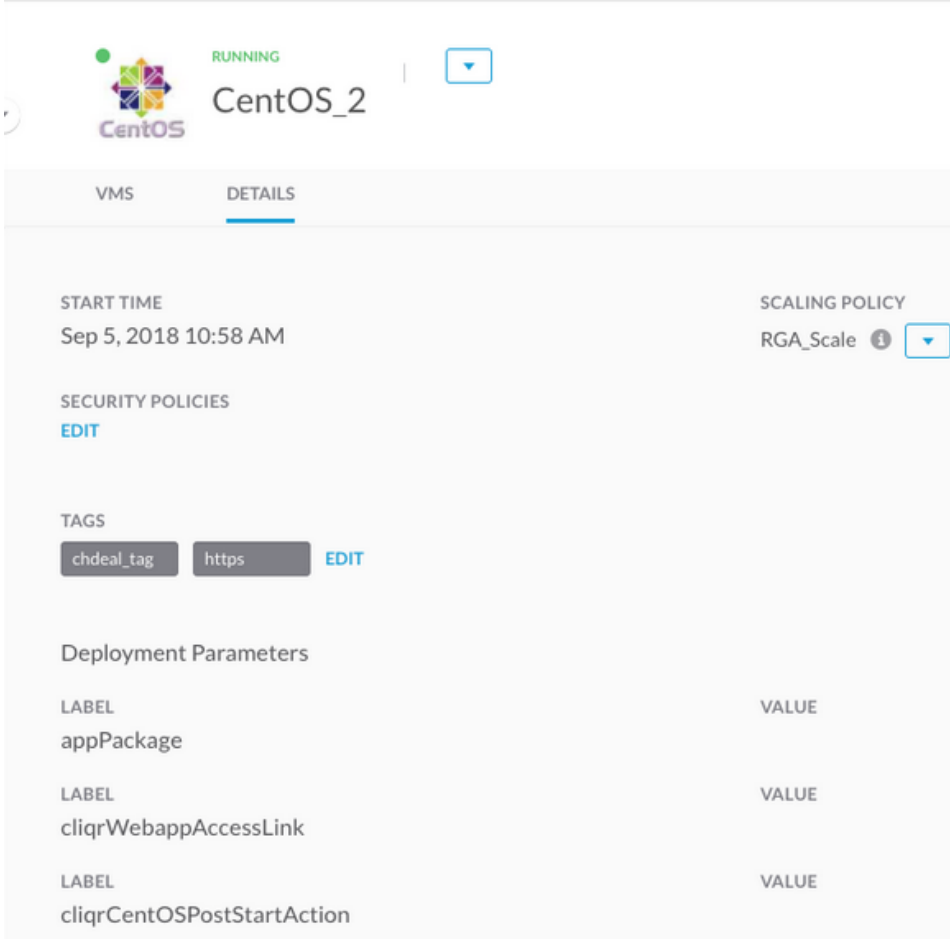 RUNNING
CentOS_2
CentOS
VMS DETAILS
START TIME SCALING POLICY
Sep 5, 2018 10:58 AM RGA_Scale
SECURITY POLICIES
EDIT
TAGS
chdeal_tag https EDIT
Deployment Parameters
LABEL VALUE
appPackage
LABEL VALUE
cliqrWebappAccessLink
LABEL VALUE
cliqrCentOSPostStartAction